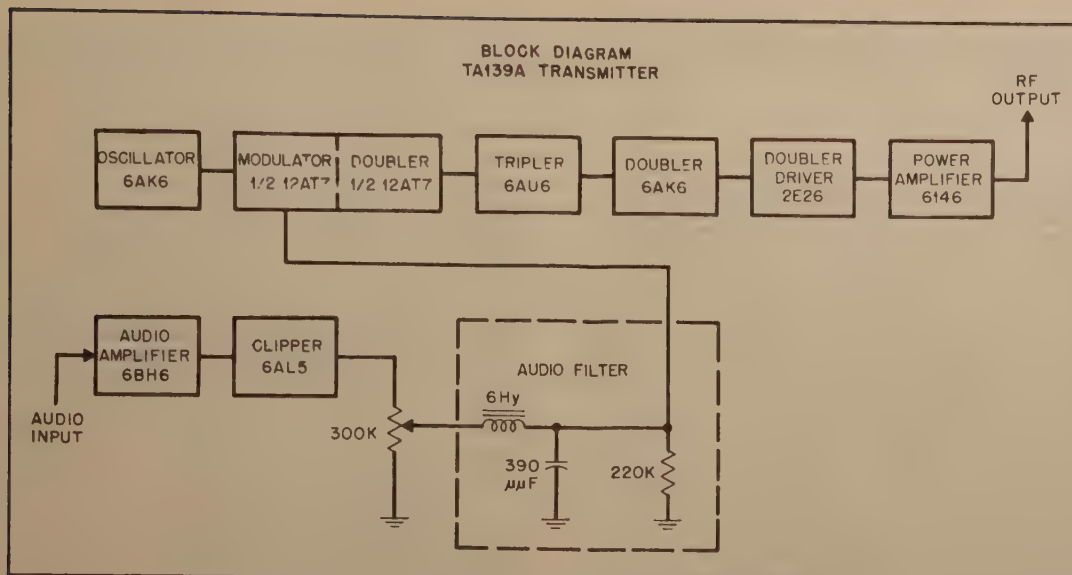 BLOCK DIAGRAM
TA139A TRANSMITTER
RF
OUTPUT
OSCILLATOR
6AK6
MODULATOR
1/2 12AT7
DOUBLER
1/2 12AT7
TRIPLER
6AU6
DOUBLER
6AK6
DOUBLER
DRIVER
2E26
POWER
AMPLIFIER
6146
AUDIO
AMPLIFIER
6BH6
CLIPPER
6AL5
AUDIO FILTER
6Hy
AUDIO
INPUT
300K
390
μμF
220K